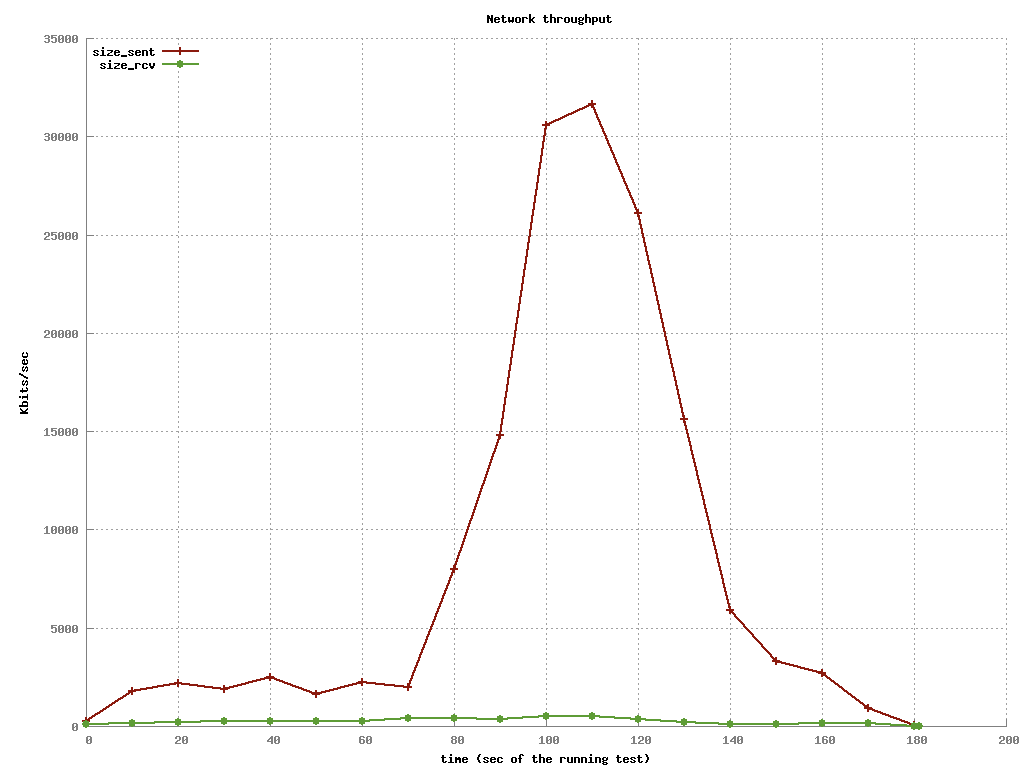 Network throughput
35000
size_sent
size_rcv
30000
25000
20000
Kbits/sec
15000
10000
5000
0
0 20 40 60 80 100 120 140 160 180 200
time (sec of the running test)